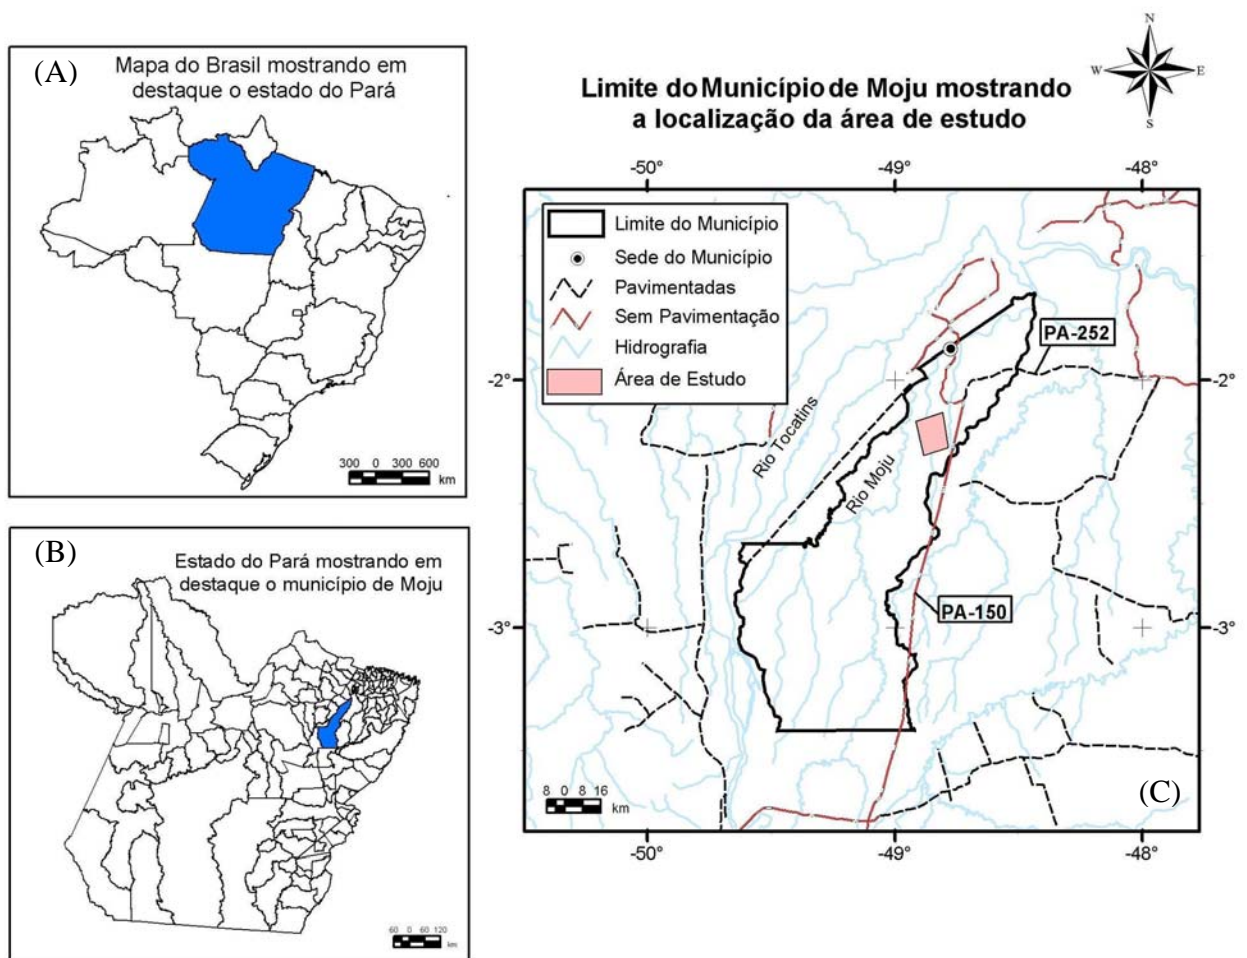 (A)
Mapa do Brasil mostrando em
destaque o estado do Pará
300 0 300 600
km
(B)
Estado do Pará mostrando em
destaque o município de Moju
60 0 60 120
km
N
W E
S
Limite do Município de Moju mostrando
a localização da área de estudo
-50° -49° -48°
Limite do Município
Sede do Município
Pavimentadas
Sem Pavimentação
Hidrografia
Área de Estudo
PA-252
-2° -2°
Rio Tocatins
Rio Moju
PA-150
-3° -3°
8 0 8 16
km
(C)
-50° -49° -48°